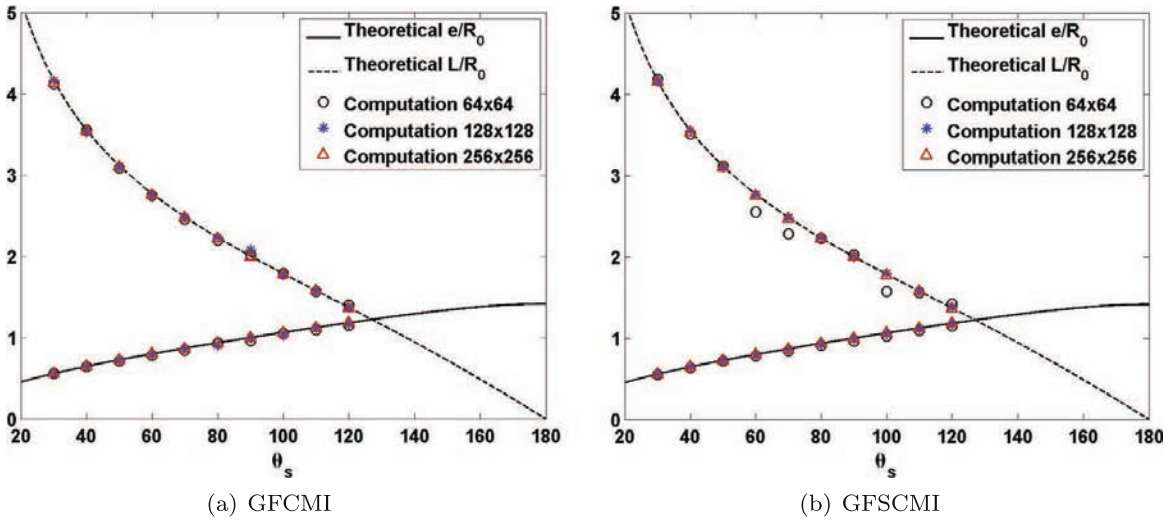 5
4
3
2
1
0
20 40 60 80 100 120 140 160 180
θs
Theoretical e/R0
Theoretical L/R0
Computation 64x64
Computation 128x128
Computation 256x256
(a) GFCMI
5
4
3
2
1
0
20 40 60 80 100 120 140 160 180
θs
Theoretical e/R0
Theoretical L/R0
Computation 64x64
Computation 128x128
Computation 256x256
(b) GFSCMI